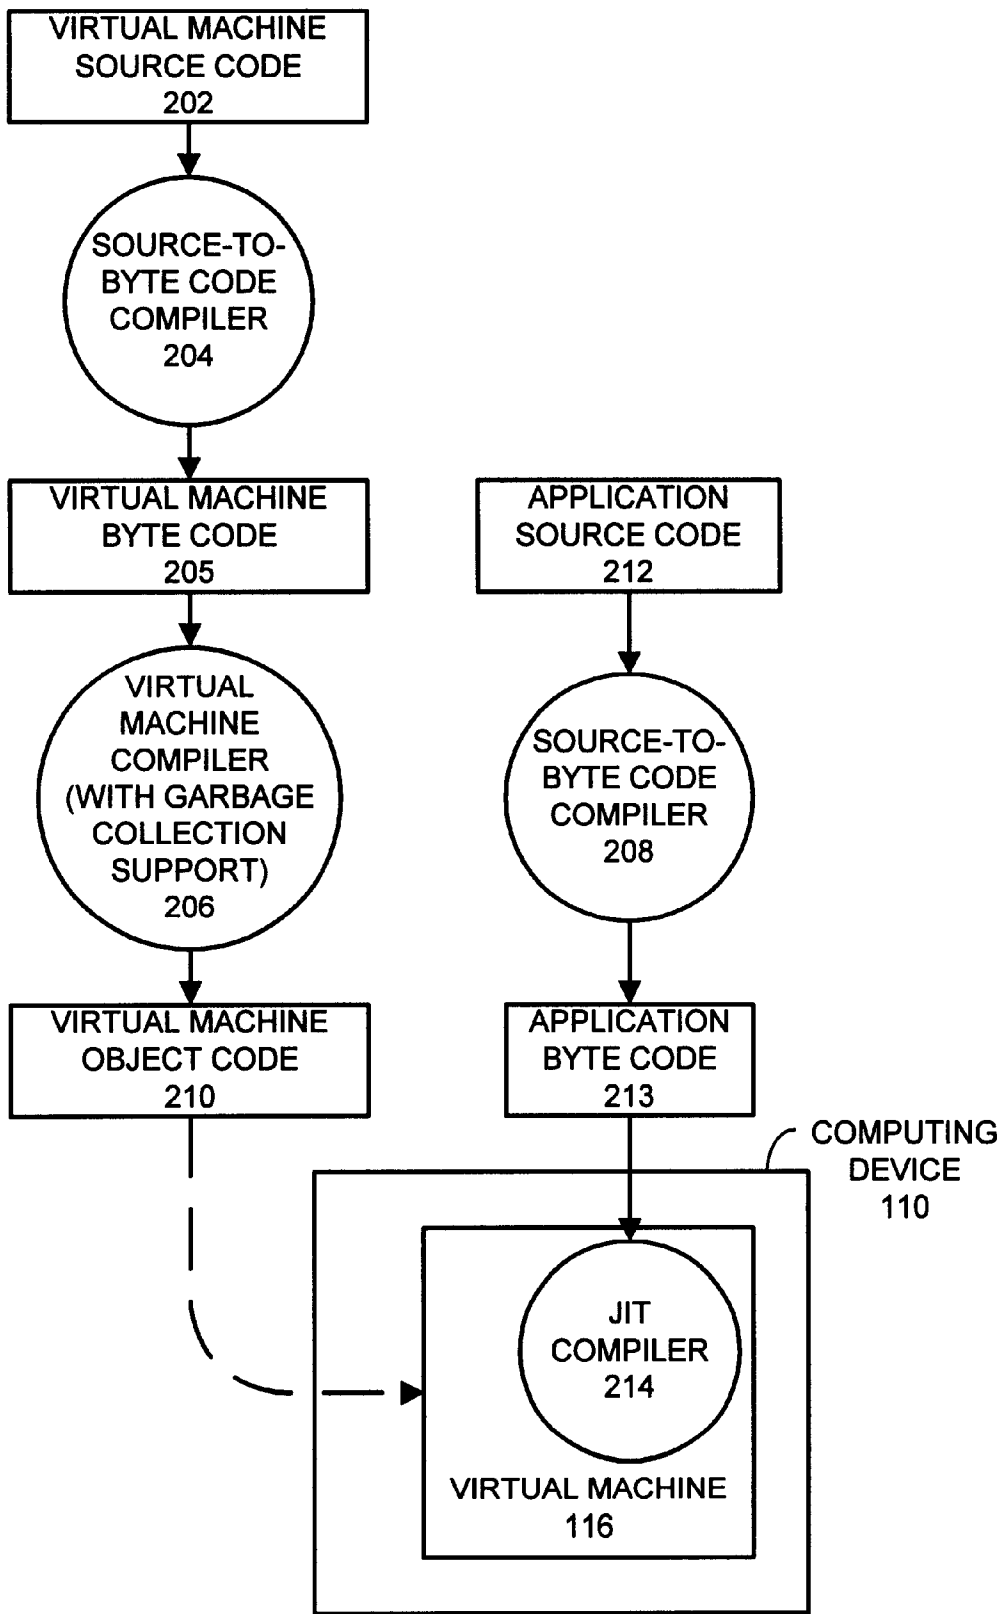 VIRTUAL MACHINE
SOURCE CODE
202
SOURCE-TO-
BYTE CODE
COMPILER
204
VIRTUAL MACHINE
BYTE CODE
205
VIRTUAL
MACHINE
COMPILER
(WITH GARBAGE
COLLECTION
SUPPORT)
206
VIRTUAL MACHINE
OBJECT CODE
210
APPLICATION
SOURCE CODE
212
SOURCE-TO-
BYTE CODE
COMPILER
208
APPLICATION
BYTE CODE
213
COMPUTING
DEVICE
110
JIT
COMPILER
214
VIRTUAL MACHINE
116